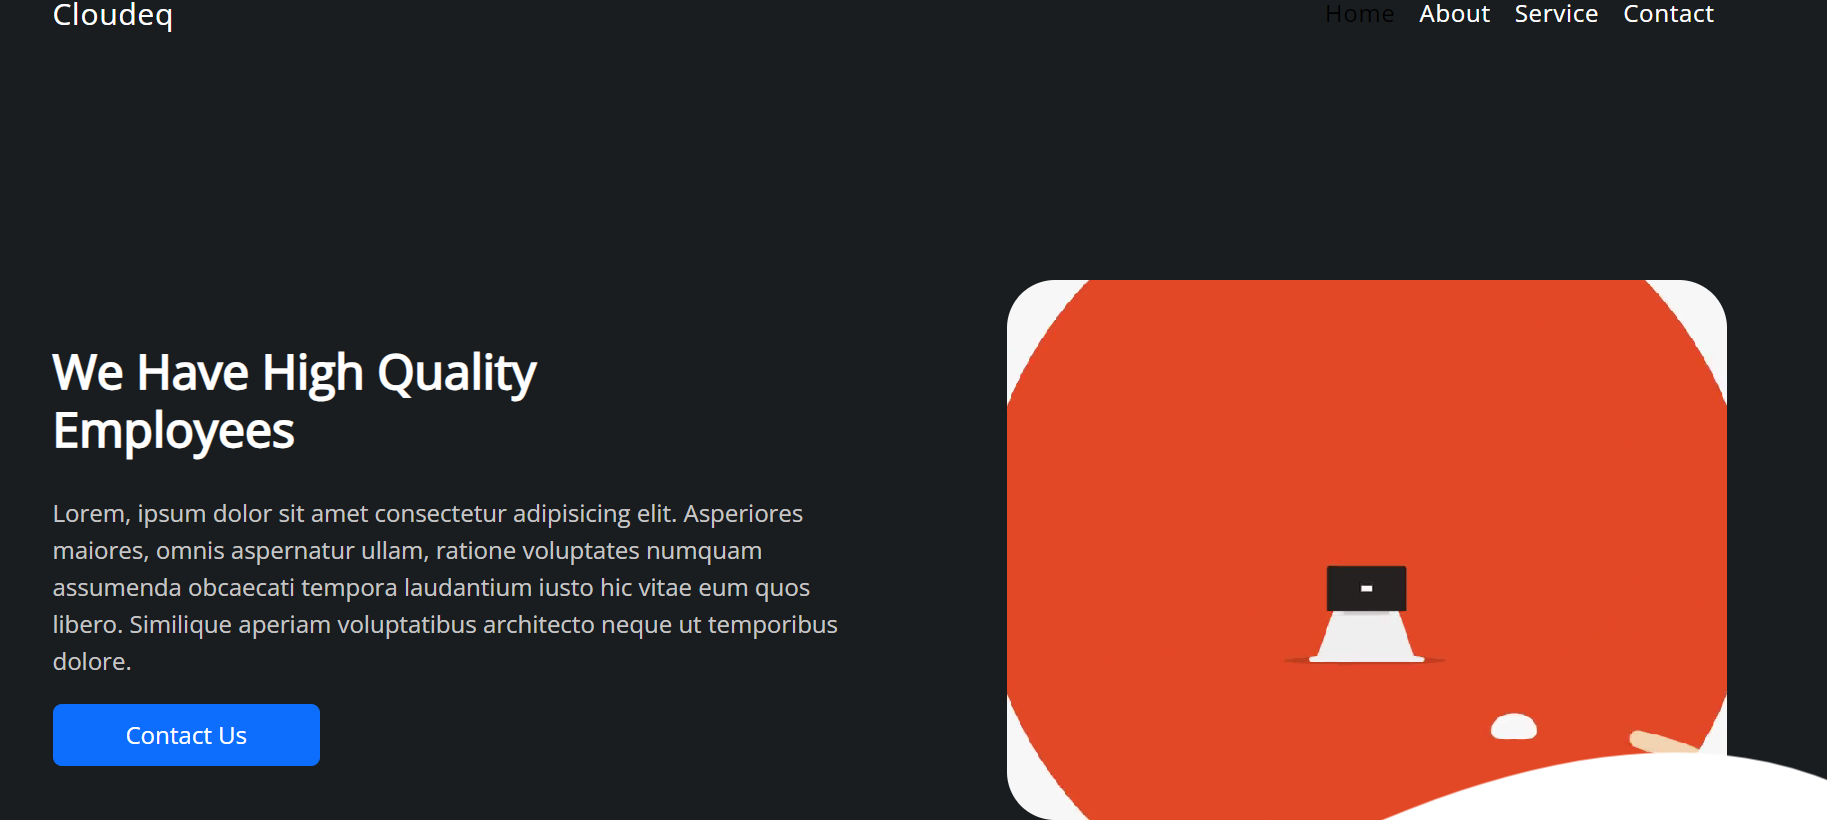 Cloudeq
Home About Service Contact
We Have High Quality
Employees
Lorem, ipsum dolor sit amet consectetur adipisicing elit. Asperiores
maiores, omnis aspernatur ullam, ratione voluptates numquam
assumenda obcaecati tempora laudantium iusto hic vitae eum quos
libero. Similique aperiam voluptatibus architecto neque ut temporibus
dolore.
Contact Us